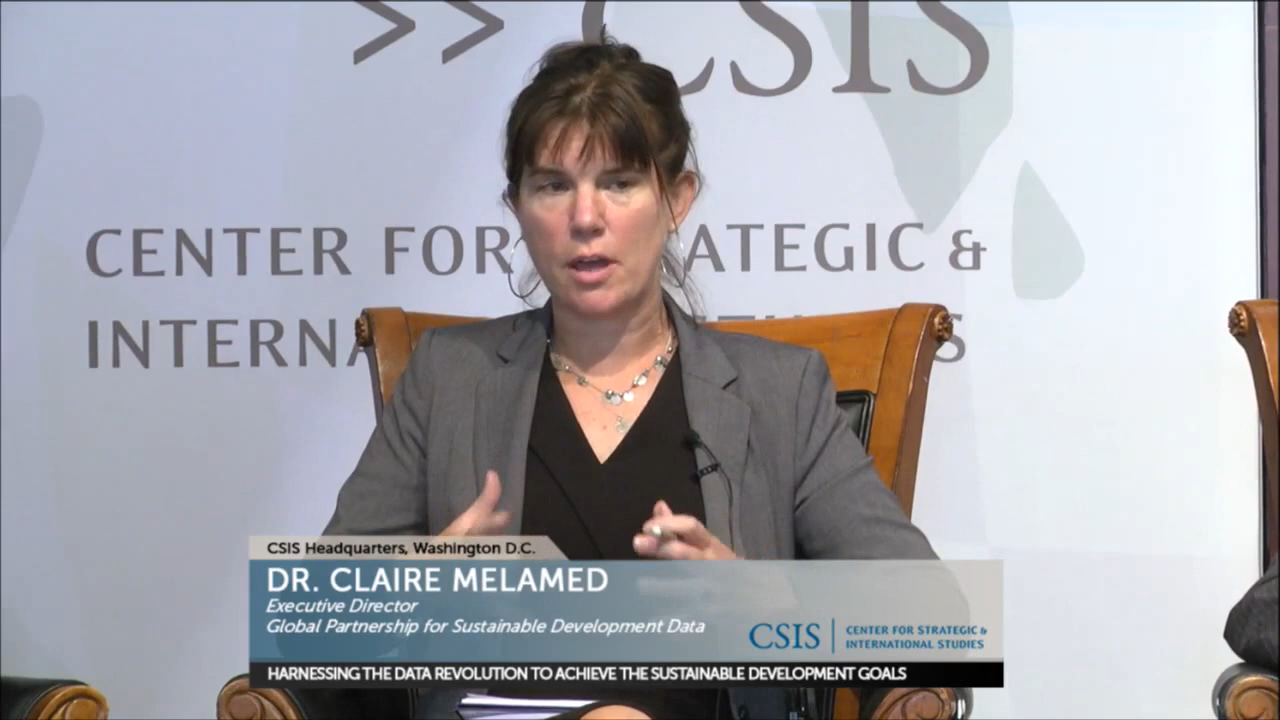 >> CSIS
CENTER FOR ATEGIC &
INTERNA
CSIS Headquarters, Washington D.C.
DR. CLAIRE MELAMED
Executive Director
Global Partnership for Sustainable Development Data
CSIS
CENTER FOR STRATEGIC &
INTERNATIONAL STUDIES
HARNESSING THE DATA REVOLUTION TO ACHIEVE THE SUSTAINABLE DEVELOPMENT GOALS